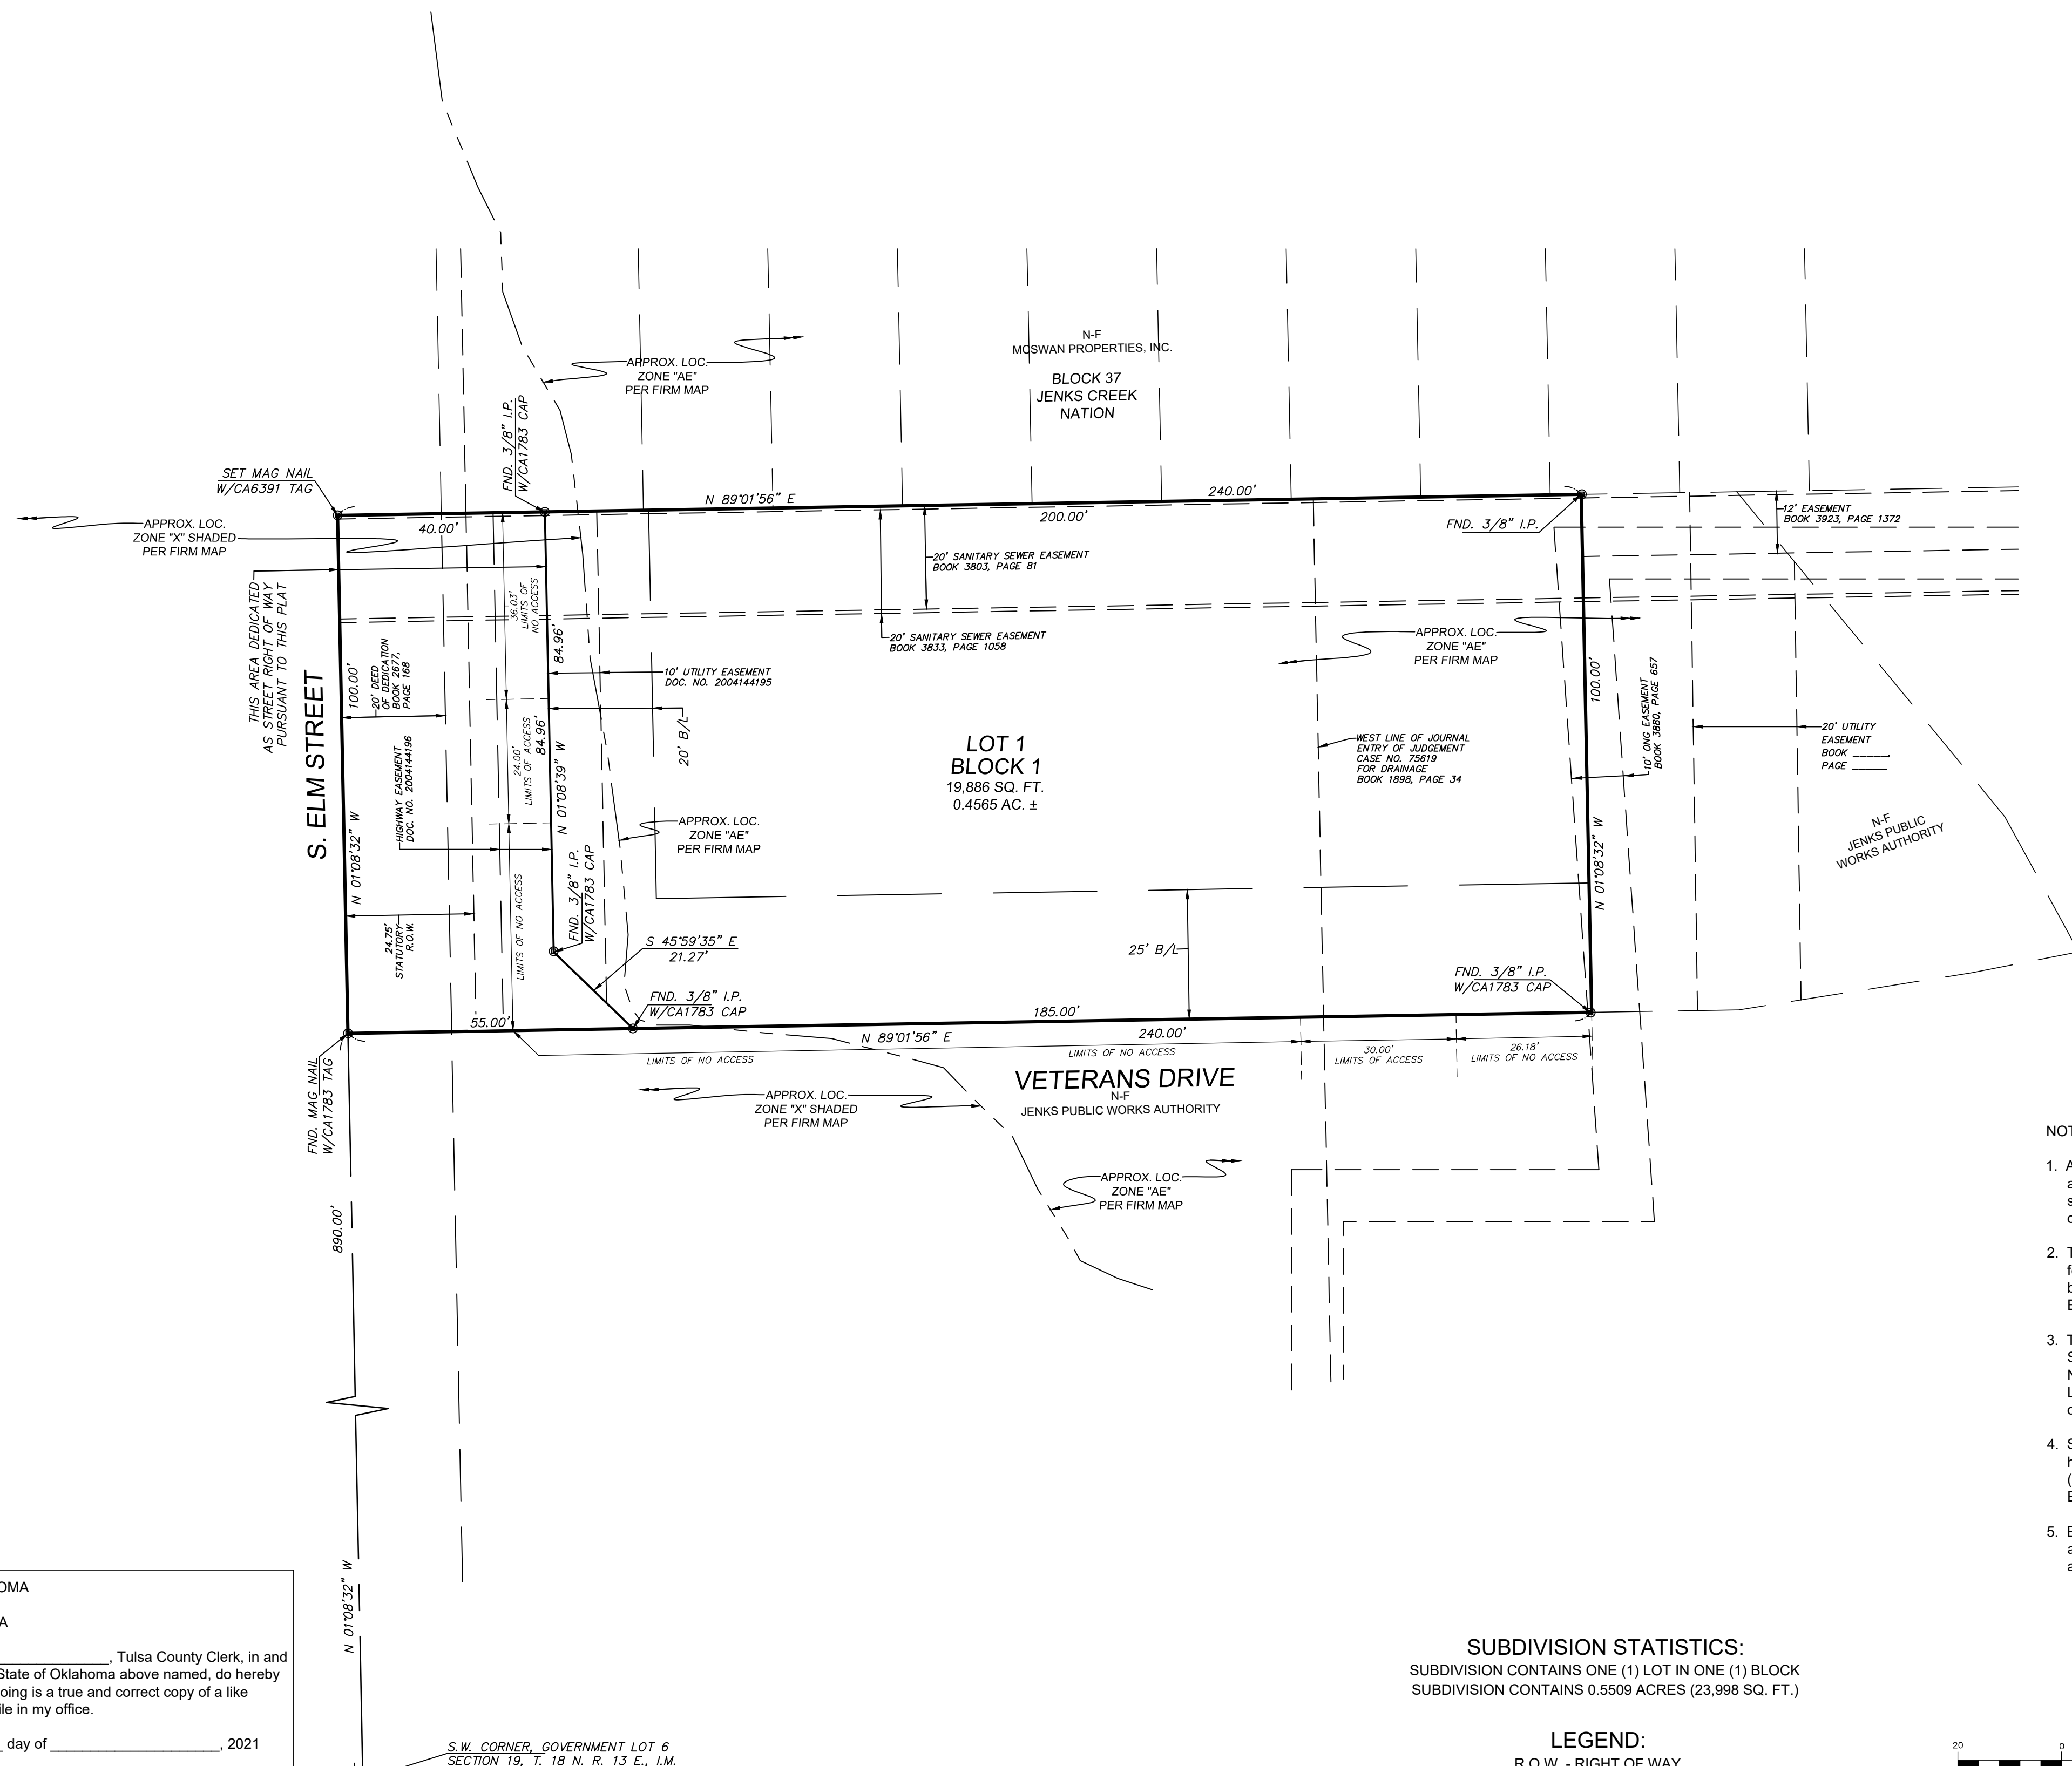 N-F
MCSWAN PROPERTIES, INC.
BLOCK 37
JENKS CREEK
NATION
APPROX. LOC.
ZONE "AE"
PER FIRM MAP
FND. 3/8" I.P.
W/CA1783 CAP
SET MAG NAIL
W/CA6391 TAG
APPROX. LOC.
ZONE "X" SHADED
PER FIRM MAP
N 89°01'56" E
240.00'
40.00'
200.00'
FND. 3/8" I.P.
12' EASEMENT
BOOK 3923, PAGE 1372
THIS AREA DEDICATED
AS STREET RIGHT OF WAY
PURSUANT TO THIS PLAT
36.03'
LIMITS OF
NO ACCESS
20' SANITARY SEWER EASEMENT
BOOK 3803, PAGE 81
20' SANITARY SEWER EASEMENT
BOOK 3833, PAGE 1058
APPROX. LOC.
ZONE "AE"
PER FIRM MAP
S. ELM STREET
100.00'
20' DEED
OF DEDICATION
BOOK 2677,
PAGE 168
84.96'
10' UTILITY EASEMENT
DOC. NO. 2004144195
100.00'
10' ONG EASEMENT
BOOK 3880, PAGE 657
24.00'
LIMITS OF ACCESS
84.96'
20' B/L
LOT 1
BLOCK 1
19,886 SQ. FT.
0.4565 AC. ±
WEST LINE OF JOURNAL
ENTRY OF JUDGEMENT
CASE NO. 75619
FOR DRAINAGE
BOOK 1898, PAGE 34
20' UTILITY
EASEMENT
BOOK _____,
PAGE _____
HIGHWAY EASEMENT
DOC. NO. 2004144196
N 01°08'39" W
APPROX. LOC.
ZONE "AE"
PER FIRM MAP
N-F
JENKS PUBLIC
WORKS AUTHORITY
N 01°08'32" W
N 01°08'32" W
FND. 3/8" I.P.
W/CA1783 CAP
24.75'
STATUTORY
R.O.W.
LIMITS OF NO ACCESS
S 45°59'35" E
21.27'
25' B/L
FND. 3/8" I.P.
W/CA1783 CAP
FND. 3/8" I.P.
W/CA1783 CAP
55.00'
185.00'
N 89°01'56" E
240.00'
LIMITS OF NO ACCESS
LIMITS OF NO ACCESS
30.00'
LIMITS OF ACCESS
26.18'
LIMITS OF NO ACCESS
VETERANS DRIVE
N-F
JENKS PUBLIC WORKS AUTHORITY
FND. MAG NAIL
W/CA1783 TAG
APPROX. LOC.
ZONE "X" SHADED
PER FIRM MAP
APPROX. LOC.
ZONE "AE"
PER FIRM MAP
890.00'
N 01°08'32" W
NOT
1. A
a
s
c
2. T
f
b
E
3. T
S
N
L
c
4. S
h
(
E
5. E
a
a
OMA
A
_________________, Tulsa County Clerk, in and
State of Oklahoma above named, do hereby
oing is a true and correct copy of a like
ile in my office.
_ day of _____________________, 2021
S.W. CORNER, GOVERNMENT LOT 6
SECTION 19, T. 18 N. R. 13 E., I.M.
SUBDIVISION STATISTICS:
SUBDIVISION CONTAINS ONE (1) LOT IN ONE (1) BLOCK
SUBDIVISION CONTAINS 0.5509 ACRES (23,998 SQ. FT.)
LEGEND:
R.O.W. - RIGHT OF WAY
20 0